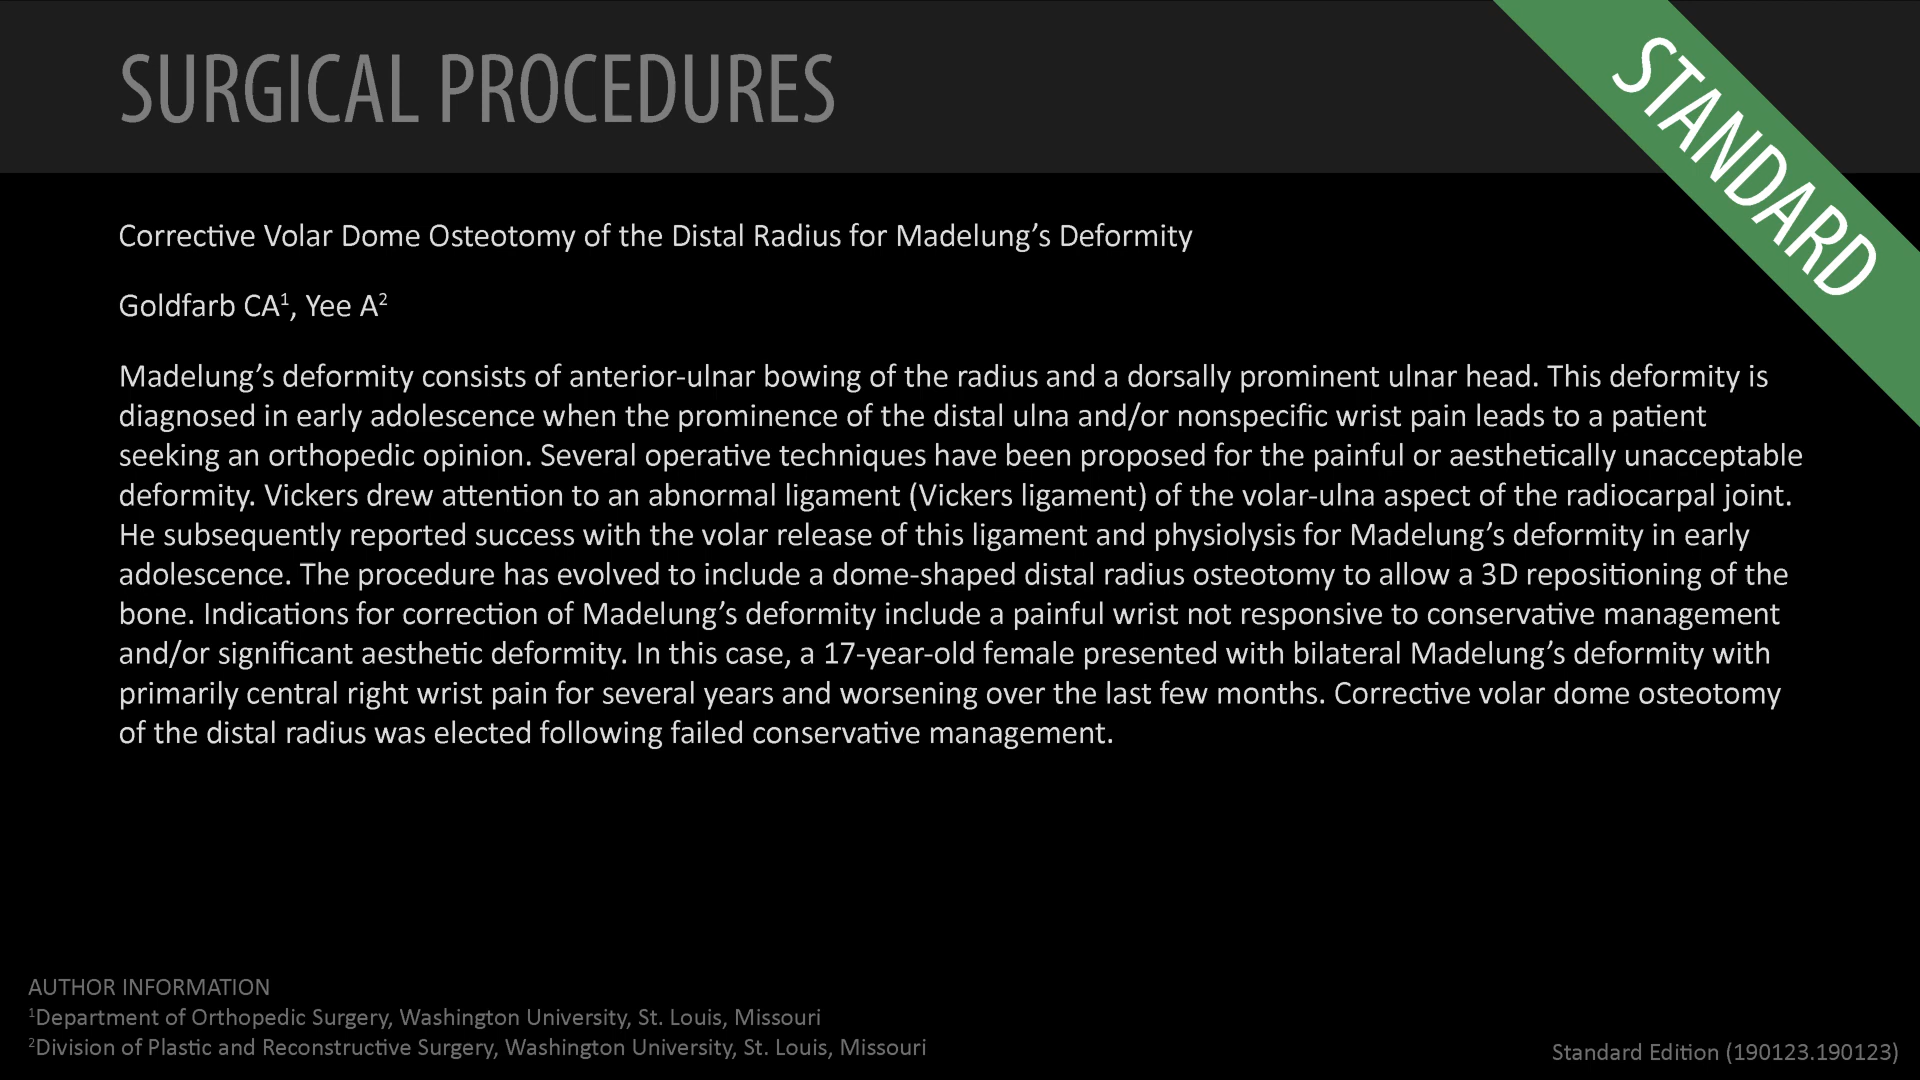 SURGICAL PROCEDURES
STANDARD
Corrective Volar Dome Osteotomy of the Distal Radius for Madelung’s Deformity
Goldfarb CA¹, Yee A²
Madelung’s deformity consists of anterior-ulnar bowing of the radius and a dorsally prominent ulnar head. This deformity is
diagnosed in early adolescence when the prominence of the distal ulna and/or nonspecific wrist pain leads to a patient
seeking an orthopedic opinion. Several operative techniques have been proposed for the painful or aesthetically unacceptable
deformity. Vickers drew attention to an abnormal ligament (Vickers ligament) of the volar-ulna aspect of the radiocarpal joint.
He subsequently reported success with the volar release of this ligament and physiolysis for Madelung’s deformity in early
adolescence. The procedure has evolved to include a dome-shaped distal radius osteotomy to allow a 3D repositioning of the
bone. Indications for correction of Madelung’s deformity include a painful wrist not responsive to conservative management
and/or significant aesthetic deformity. In this case, a 17-year-old female presented with bilateral Madelung’s deformity with
primarily central right wrist pain for several years and worsening over the last few months. Corrective volar dome osteotomy
of the distal radius was elected following failed conservative management.
AUTHOR INFORMATION
¹Department of Orthopedic Surgery, Washington University, St. Louis, Missouri
²Division of Plastic and Reconstructive Surgery, Washington University, St. Louis, Missouri
Standard Edition (190123.190123)